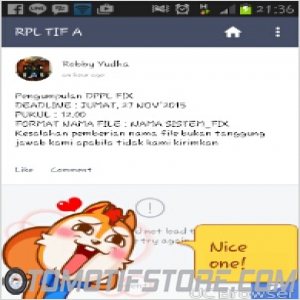 21:36
RPL TIF A
Robby Yudha
an hour ago
Pengumpulan DPPL FIX
DEADLINE : JUMAT, 27 NOV'2015
PUKUL : 12.00
FORMAT NAMA FILE : NAMA SISTEM_FIX
Kesalahan pemberian nama file bukan tanggung
jawab kami apabila tidak kami kirimkan
Like Comment
not load t
try again
Nice
one!
OTOMOTIFSTORE.COM
UC Browser